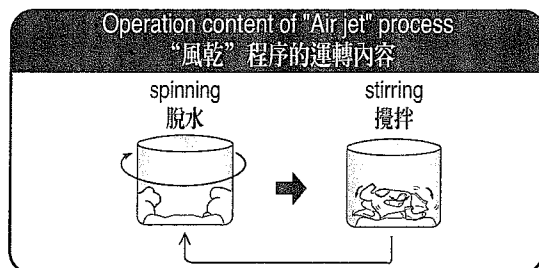 Operation content of "Air jet" process
“風乾”程序的運轉內容
spinning
脫水
stirring
攪拌